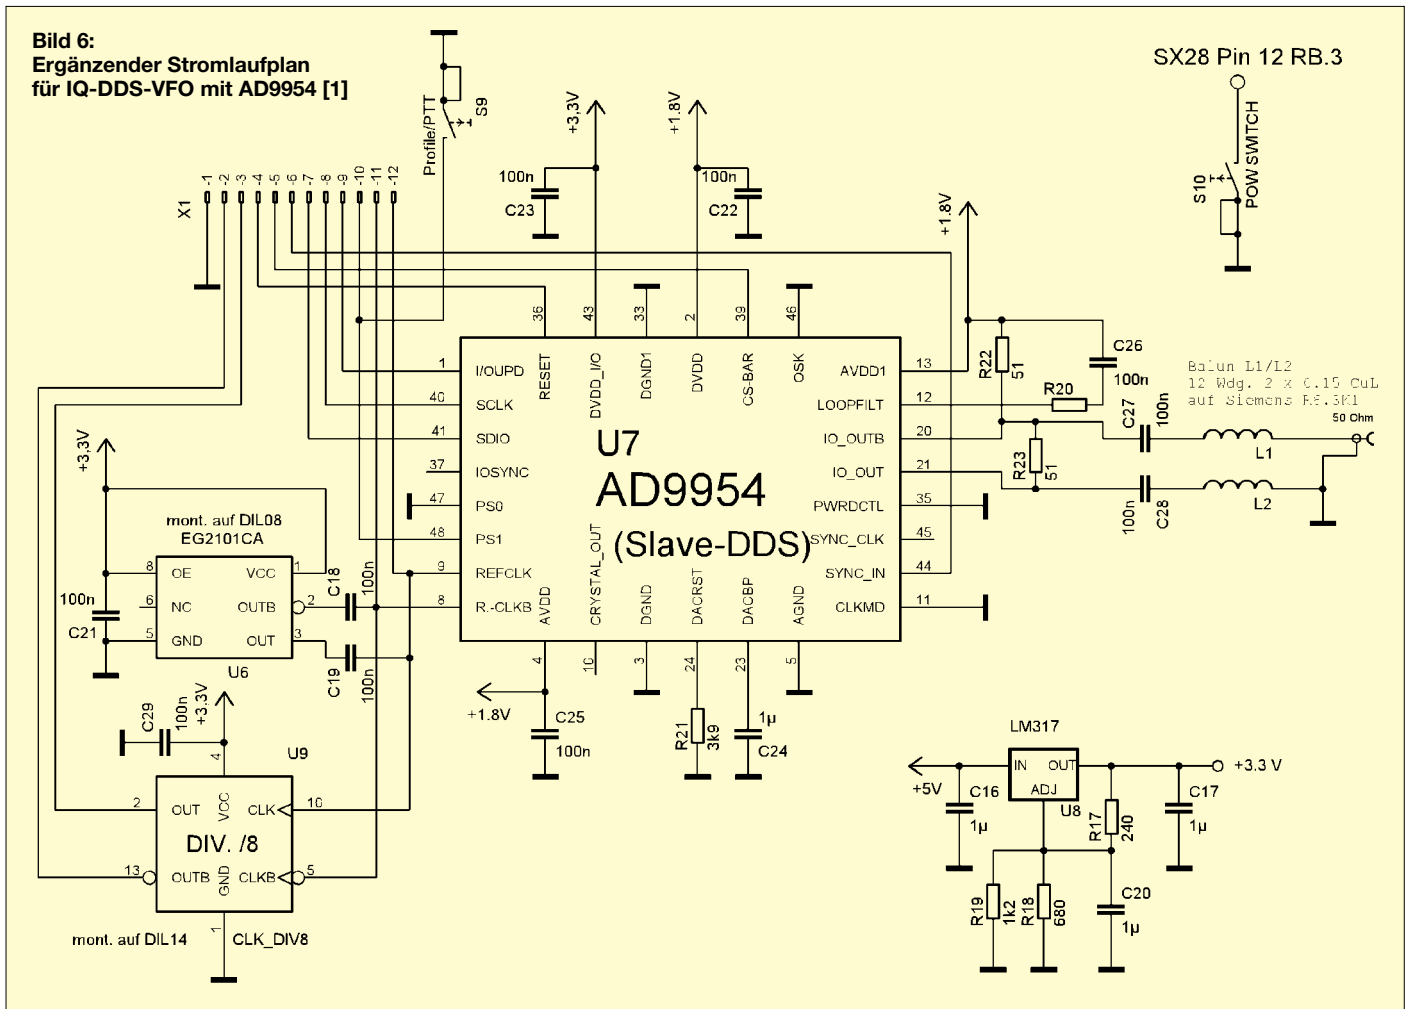 Bild 6:
Ergänzender Stromlaufplan
für IQ-DDS-VFO mit AD9954 [1]
SX28 Pin 12 RB.3
POW SWITCH
S10
Profile/PTT
S9
+3,3V
+1.8V
100n
C23
100n
C22
+1.8V
X1
-1
-2
-3
-4
-5
-6
-7
-8
-9
-10
-11
-12
36
43
33
2
39
46
RESET
DVDD_I/O
DGND1
DVDD
CS-BAR
OSK
1
I/OUPD
40
SCLK
41
SDIO
37
IOSYNC
47
PS0
48
PS1
9
REFCLK
8
R.-CLKB
U7
AD9954
(Slave-DDS)
AVDD1
13
LOOPFILT
12
IO_OUTB
20
IO_OUT
21
PWRDCTL
35
SYNC_CLK
45
SYNC_IN
44
CLKMD
11
AVDD
CRYSTAL_OUT
DGND
DACRST
DACBP
AGND
4
10
3
24
23
5
+1.8V
C25
100n
R21
3k9
1µ
C24
R22
51
C26
100n
R20
R23
51
C27
100n
100n
C28
Balun L1/L2
12 Wdg. 2 x 0.15 CuL
auf Siemens
50 Ohm
L1
L2
+3,3V
mont. auf DIL08
EG2101CA
8
OE
VCC
1
6
NC
OUTB
2
5
GND
OUT
3
U6
100n
C21
C18
100n
C19
100n
C29
100n
+3.3V
4
U9
2
OUT
VCC
CLK
10
DIV. /8
13
OUTB
GND
CLKB
5
1
mont. auf DIL14
CLK_DIV8
LM317
IN
OUT
ADJ
U8
+5V
+3.3 V
C16
1µ
R17
240
C17
1µ
R19
1k2
R18
680
C20
1µ